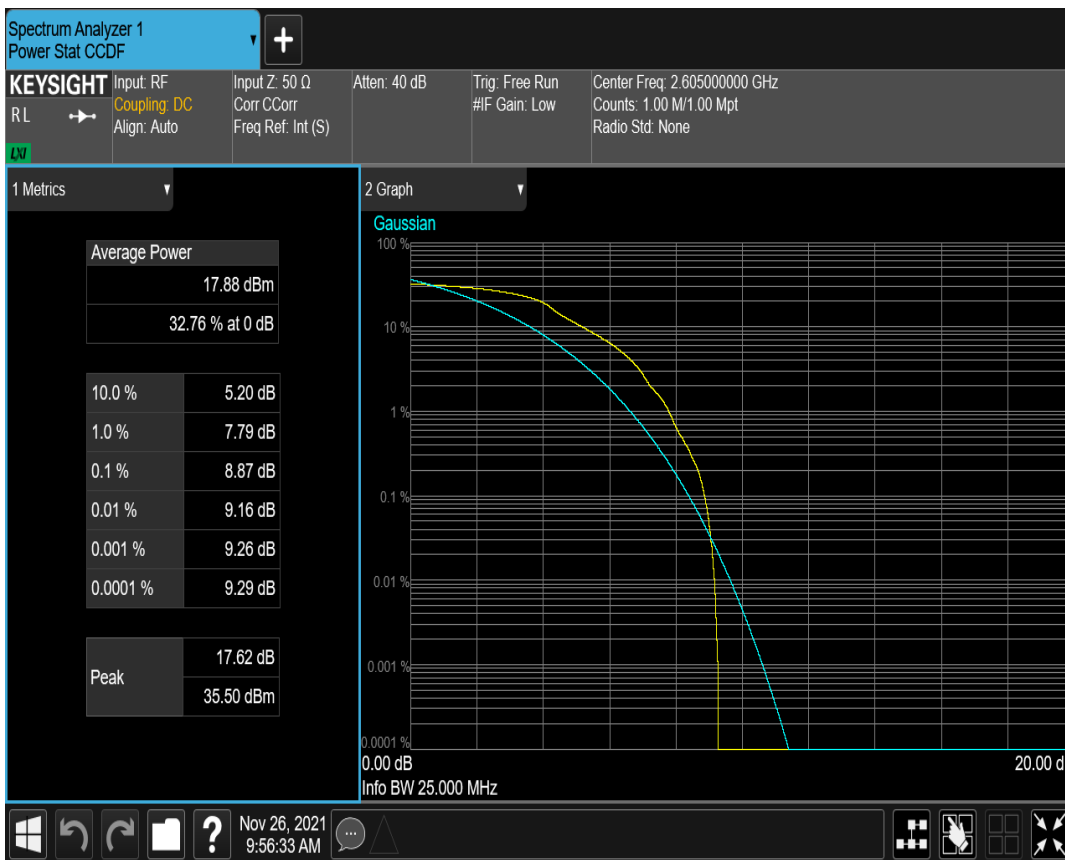 Spectrum Analyzer 1
Power Stat CCDF
KEYSIGHT
R L
LXI
Input: RF
Coupling: DC
Align: Auto
Input Z: 50 Ω
Corr CCorr
Freq Ref: Int (S)
Atten: 40 dB
Trig: Free Run
#IF Gain: Low
Center Freq: 2.605000000 GHz
Counts: 1.00 M/1.00 Mpt
Radio Std: None
1 Metrics
Average Power
17.88 dBm
32.76 % at 0 dB
10.0 % 5.20 dB
1.0 % 7.79 dB
0.1 % 8.87 dB
0.01 % 9.16 dB
0.001 % 9.26 dB
0.0001 % 9.29 dB
Peak
17.62 dB
35.50 dBm
2 Graph
Gaussian
100 %
10 %
1 %
0.1 %
0.01 %
0.001 %
0.0001 %
0.00 dB 20.00 d
Info BW 25.000 MHz
?
Nov 26, 2021
9:56:33 AM